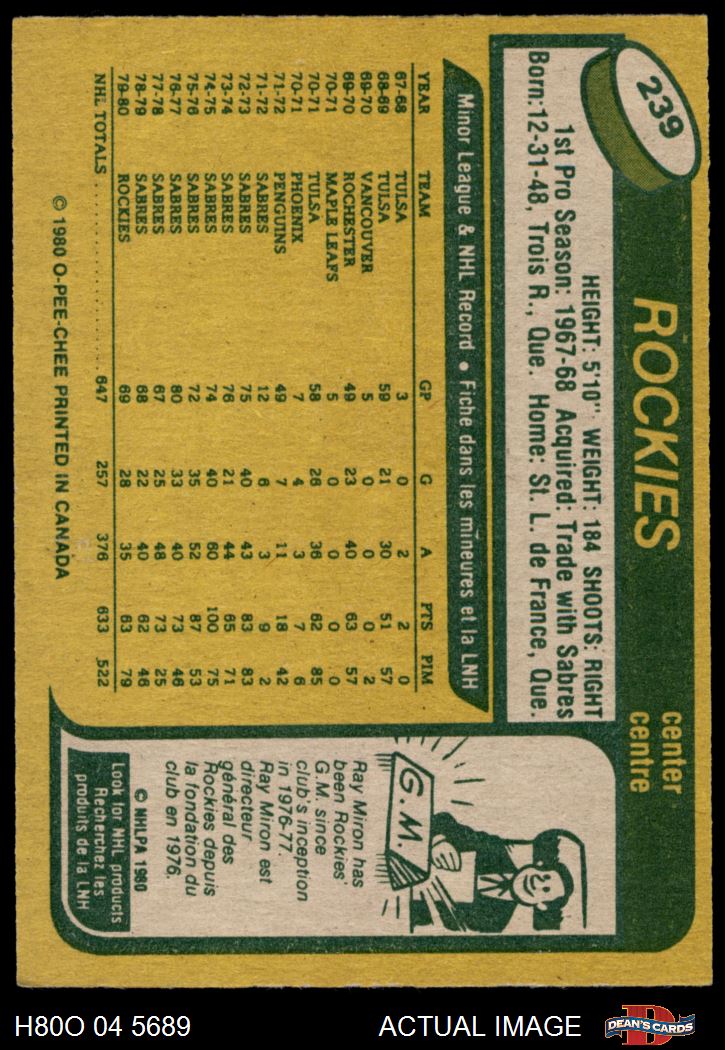 239
ROCKIES
center
centre
HEIGHT: 5'10" WEIGHT: 184 SHOOTS: RIGHT
1st Pro Season: 1967-68 Acquired: Trade with Sabres
Born:12-31-48, Trois R., Que. Home: St. L. de France, Que.
Minor League & NHL Record • Fiche dans les mineures et la LNH
YEAR TEAM GP G A PTS PIM
67-68 TULSA 3 0 2 2 0
68-69 TULSA 59 21 30 51 57
69-70 VANCOUVER 5 0 0 0 2
69-70 ROCHESTER 49 23 40 63 57
70-71 MAPLE LEAFS 5 0 0 0 0
70-71 TULSA 58 26 36 62 85
70-71 PHOENIX 7 4 3 7 6
71-72 PENGUINS 49 7 11 18 42
71-72 SABRES 12 6 3 9 2
72-73 SABRES 75 40 43 83 83
73-74 SABRES 76 21 44 65 71
74-75 SABRES 74 40 60 100 75
75-76 SABRES 72 35 52 87 53
76-77 SABRES 80 33 40 73 46
77-78 SABRES 67 25 48 73 25
78-79 SABRES 68 22 40 62 46
79-80 ROCKIES 69 28 35 63 79
NHL TOTALS 647 257 376 633 522
© 1980 O-PEE-CHEE PRINTED IN CANADA
G.M.
Ray Miron has
been Rockies'
G.M. since
club's inception
in 1976-77.
Ray Miron est
directeur
général des
Rockies depuis
la fondation du
club en 1976.
© NHLPA 1980
Look for NHL products
Recherchez les
produits de la LNH
H80O 04 5689
ACTUAL IMAGE
D
DEAN'S CARDS